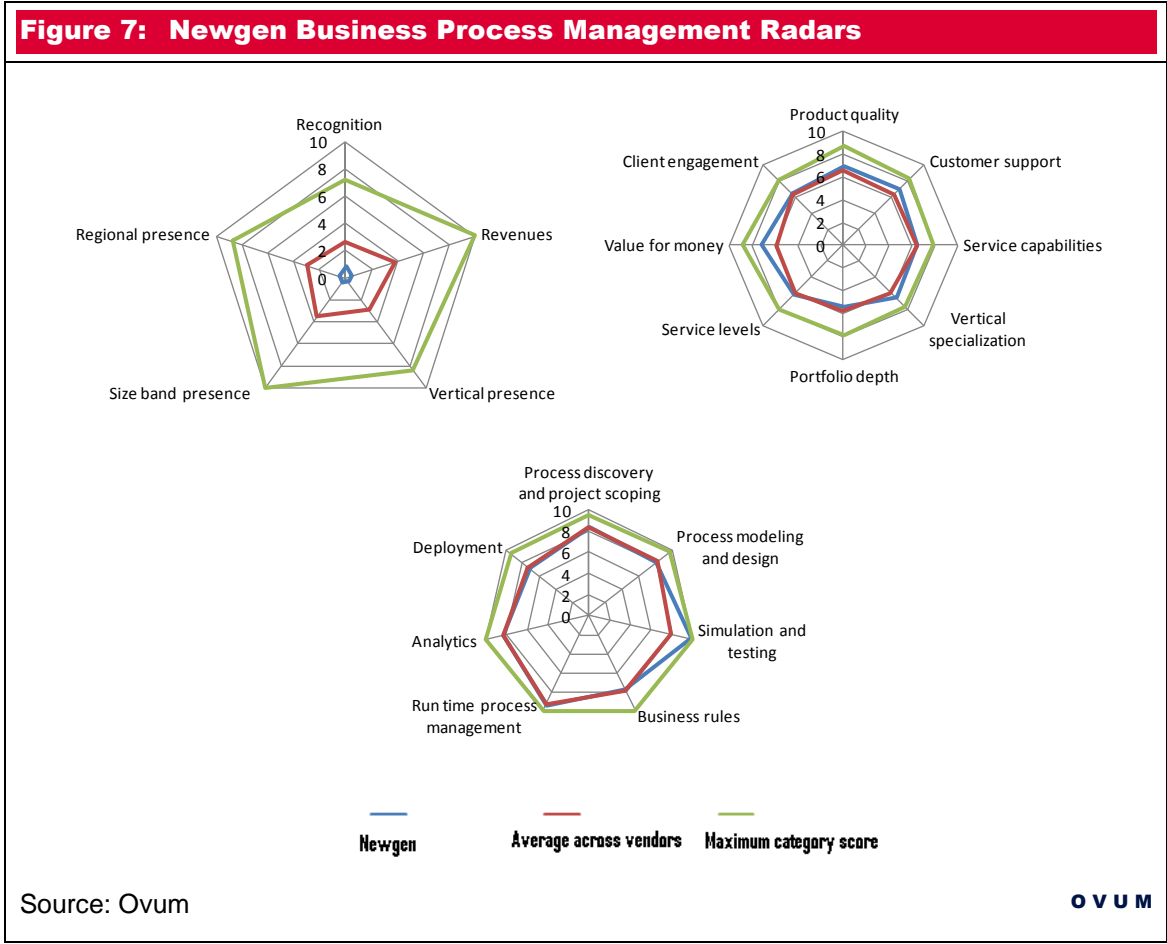 Figure 7: Newgen Business Process Management Radars
Recognition
10
8
6
4
2
0
Regional presence
Revenues
Size band presence
Vertical presence
Product quality
10
8
6
4
2
0
Client engagement
Customer support
Value for money
Service capabilities
Service levels
Vertical
specialization
Portfolio depth
Process discovery
and project scoping
10
8
6
4
2
0
Deployment
Process modeling
and design
Analytics
Simulation and
testing
Run time process
management
Business rules
Newgen
Average across vendors
Maximum category score
Source: Ovum
OVUM